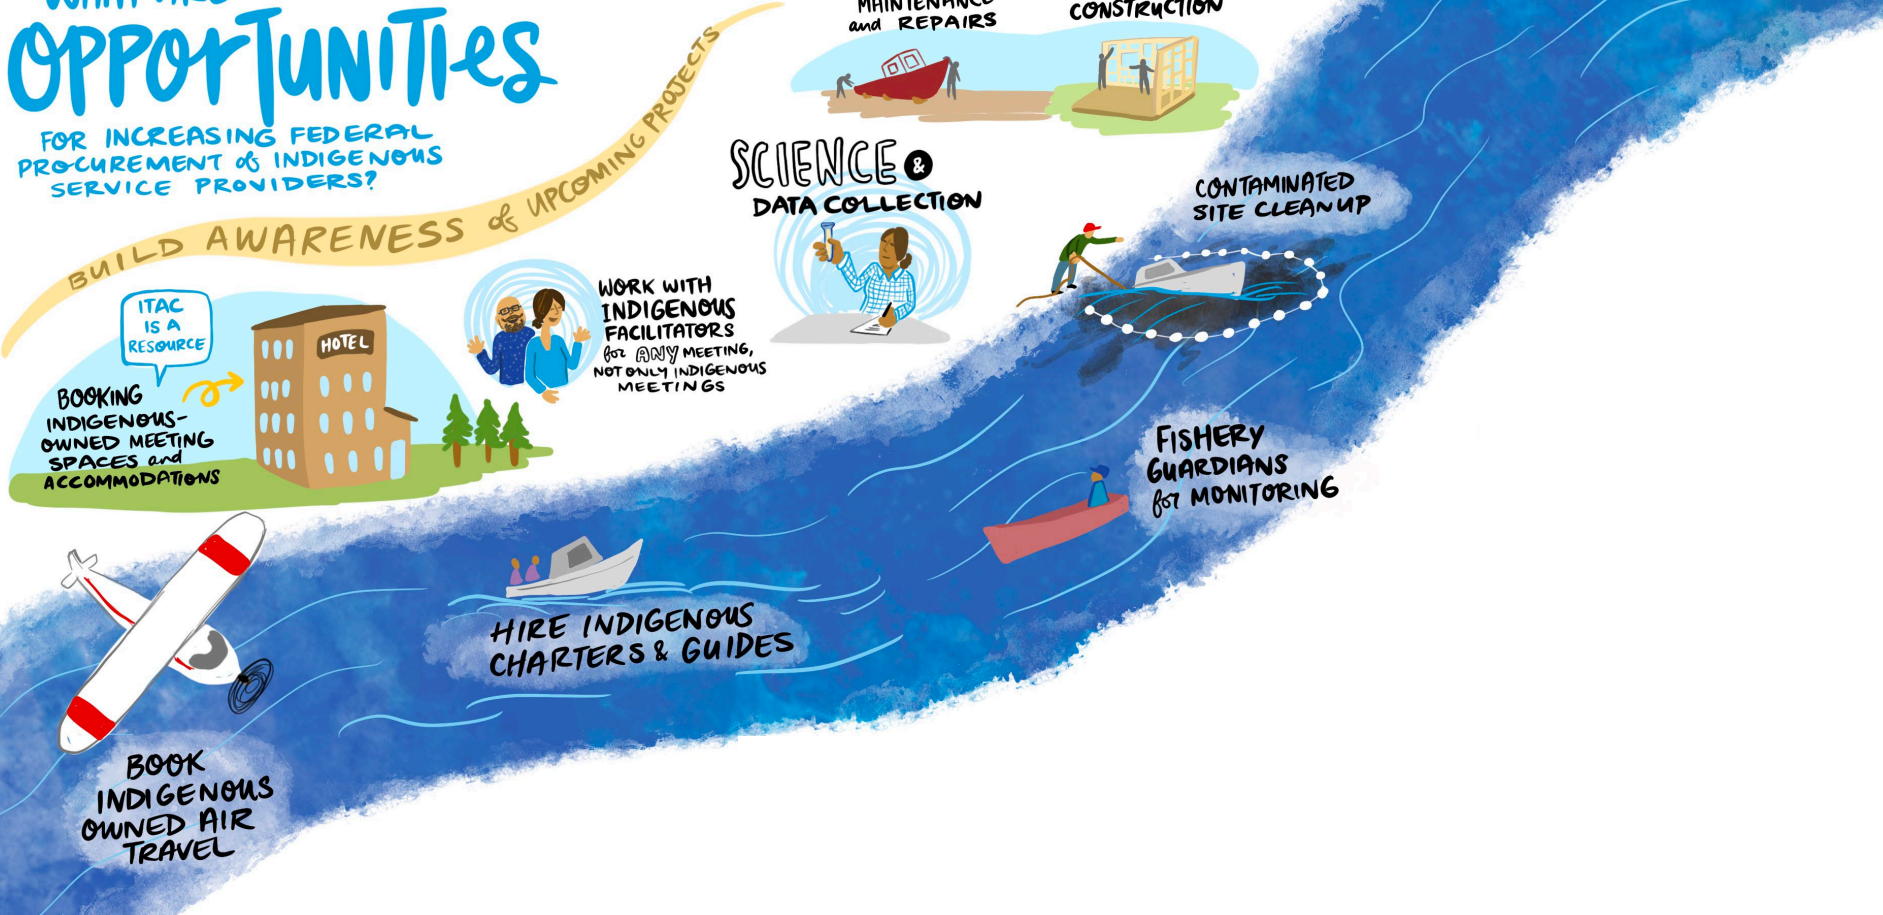 WHAT ARE
OPPORTUNITIES
FOR INCREASING FEDERAL
PROCUREMENT of INDIGENOUS
SERVICE PROVIDERS?
BUILD AWARENESS of UPCOMING PROJECTS
MAINTENANCE
and REPAIRS
CONSTRUCTION
SCIENCE &
DATA COLLECTION
CONTAMINATED
SITE CLEANUP
ITAC
IS A
RESOURCE
HOTEL
BOOKING
INDIGENOUS-
OWNED MEETING
SPACES and
ACCOMMODATIONS
WORK WITH
INDIGENOUS
FACILITATORS
for ANY MEETING,
NOT ONLY INDIGENOUS
MEETINGS
FISHERY
GUARDIANS
for MONITORING
HIRE INDIGENOUS
CHARTERS & GUIDES
BOOK
INDIGENOUS
OWNED AIR
TRAVEL